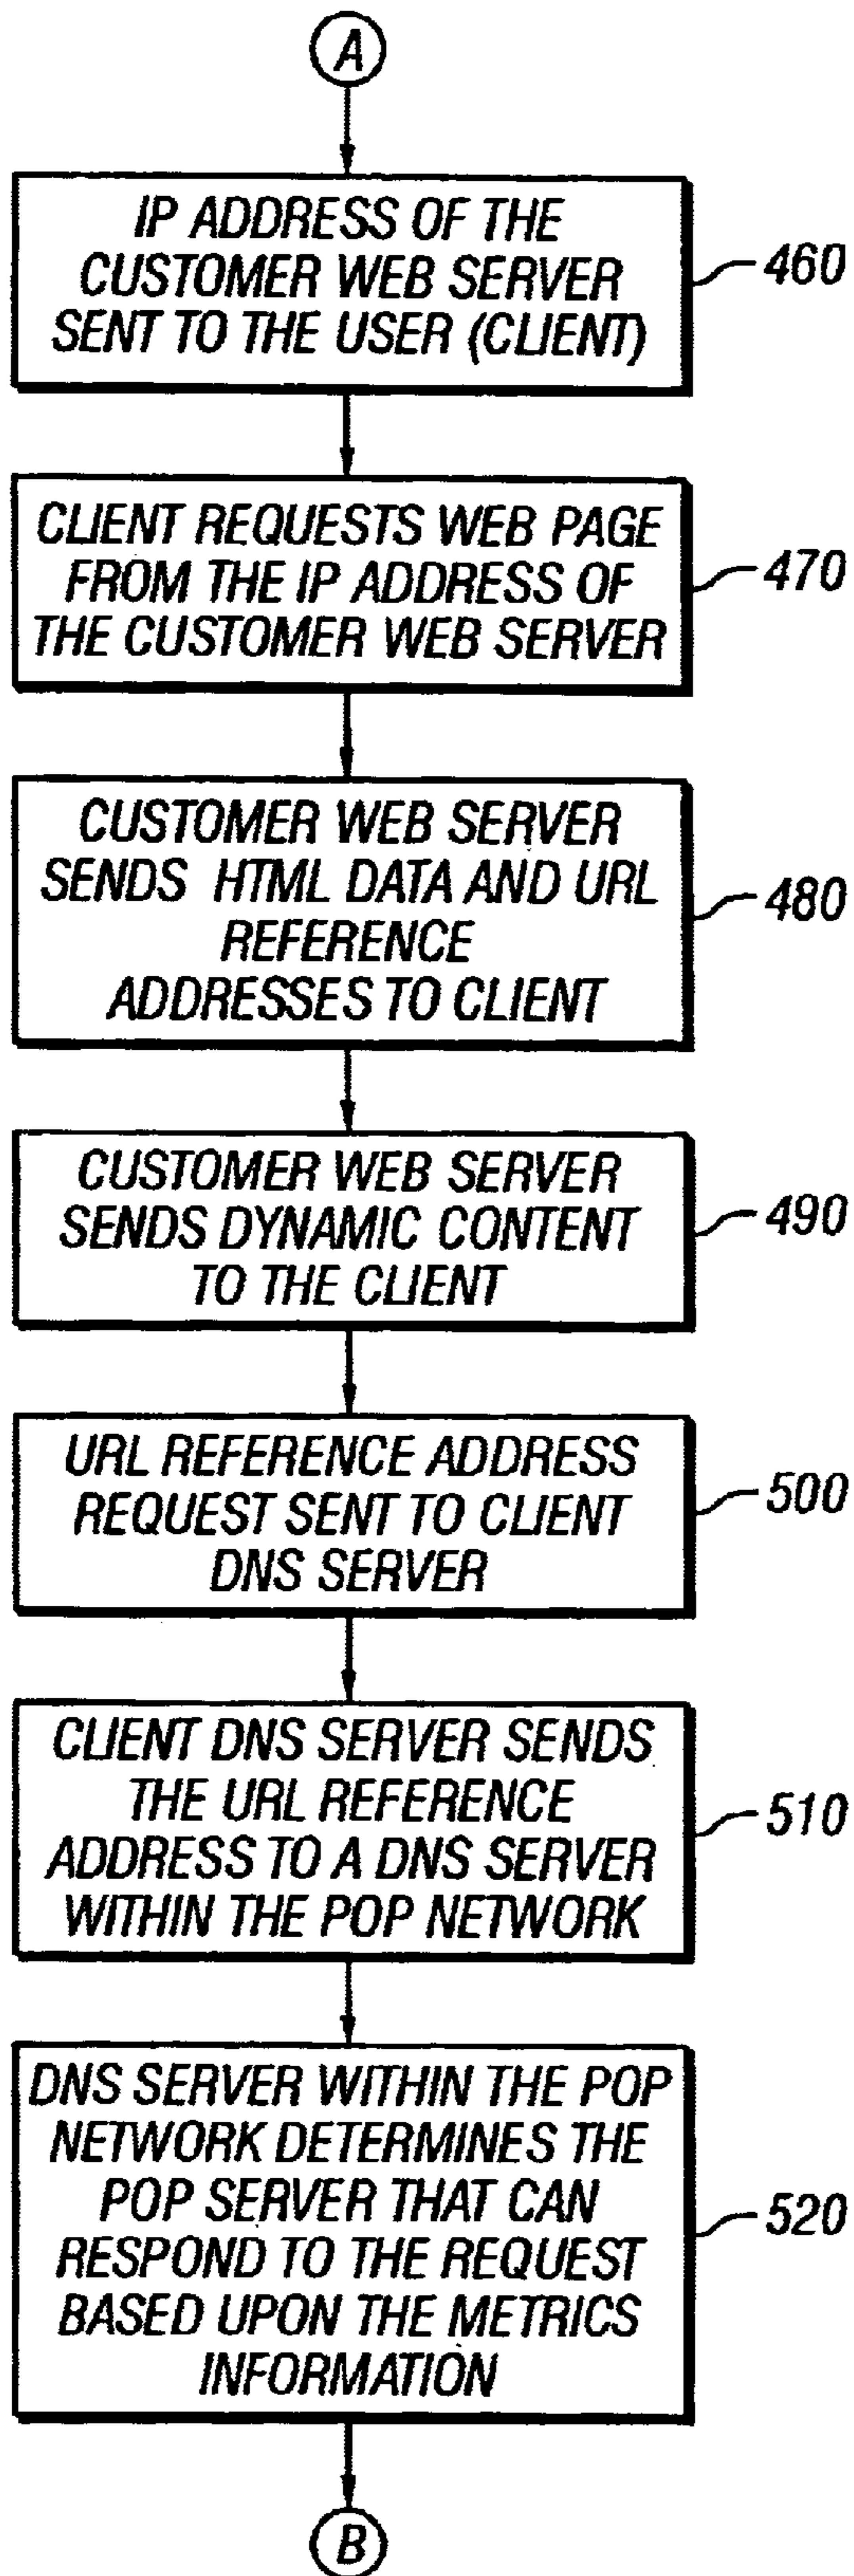 A
IP ADDRESS OF THE
CUSTOMER WEB SERVER
SENT TO THE USER (CLIENT)
460
CLIENT REQUESTS WEB PAGE
FROM THE IP ADDRESS OF
THE CUSTOMER WEB SERVER
470
CUSTOMER WEB SERVER
SENDS HTML DATA AND URL
REFERENCE
ADDRESSES TO CLIENT
480
CUSTOMER WEB SERVER
SENDS DYNAMIC CONTENT
TO THE CLIENT
490
URL REFERENCE ADDRESS
REQUEST SENT TO CLIENT
DNS SERVER
500
CLIENT DNS SERVER SENDS
THE URL REFERENCE
ADDRESS TO A DNS SERVER
WITHIN THE POP NETWORK
510
DNS SERVER WITHIN THE POP
NETWORK DETERMINES THE
POP SERVER THAT CAN
RESPOND TO THE REQUEST
BASED UPON THE METRICS
INFORMATION
520
B